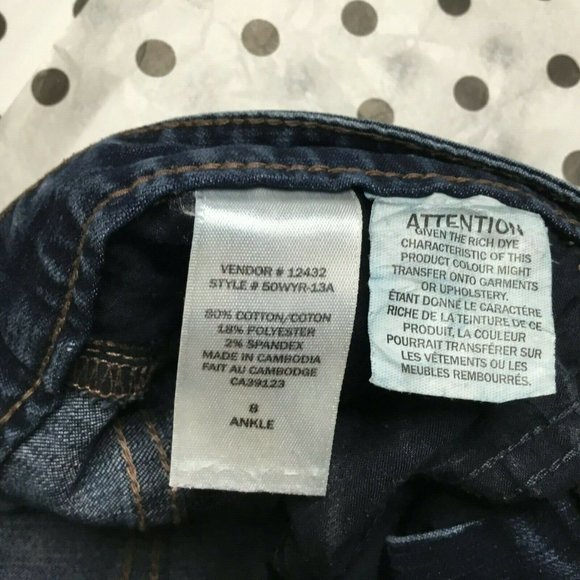 VENDOR # 12432
STYLE # 50WYR-13A
80% COTTON/COTON
18% POLYESTER
2% SPANDEX
MADE IN CAMBODIA
FAIT AU CAMBODGE
CA39123
8
ANKLE
ATTENTION
GIVEN THE RICH DYE
CHARACTERISTIC OF THIS
PRODUCT COLOUR MIGHT
TRANSFER ONTO GARMENTS
OR UPHOLSTERY.
ÉTANT DONNÉ LE CARACTÈRE
RICHE DE LA TEINTURE DE CE
PRODUIT, LA COULEUR
POURRAIT TRANSFÉRER SUR
LES VÊTEMENTS OU LES
MEUBLES REMBOURRÉS.